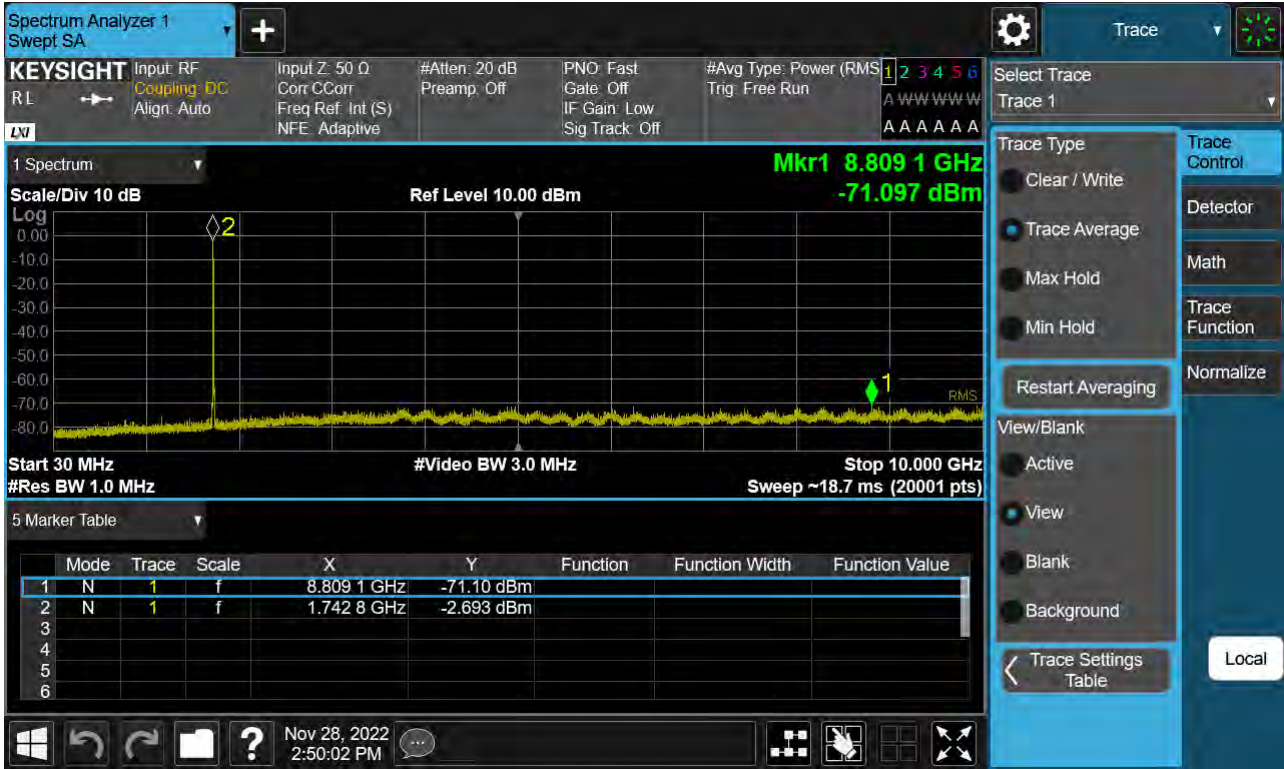 Spectrum Analyzer 1
Swept SA
Trace
KEYSIGHT
RL
LXI
Input: RF
Coupling: DC
Align: Auto
Input Z: 50 Ω
Corr CCorr
Freq Ref: Int (S)
NFE: Adaptive
#Atten: 20 dB
Preamp: Off
PNO: Fast
Gate: Off
IF Gain: Low
Sig Track: Off
#Avg Type: Power (RMS
Trig: Free Run
1 2 3 4 5 6
A W W W W W
A A A A A A
Select Trace
Trace 1
1 Spectrum
Mkr1 8.809 1 GHz
Scale/Div 10 dB
Ref Level 10.00 dBm
-71.097 dBm
Log
0.00
-10.0
-20.0
-30.0
-40.0
-50.0
-60.0
-70.0
-80.0
2
1
RMS
Start 30 MHz
#Video BW 3.0 MHz
Stop 10.000 GHz
#Res BW 1.0 MHz
Sweep ~18.7 ms (20001 pts)
5 Marker Table
Mode Trace Scale X Y Function Function Width Function Value
1 N 1 f 8.809 1 GHz -71.10 dBm
2 N 1 f 1.742 8 GHz -2.693 dBm
3
4
5
6
Trace Type
Clear / Write
Trace Average
Max Hold
Min Hold
Restart Averaging
View/Blank
Active
View
Blank
Background
Trace Settings
Table
Trace
Control
Detector
Math
Trace
Function
Normalize
Local
?
Nov 28, 2022
2:50:02 PM